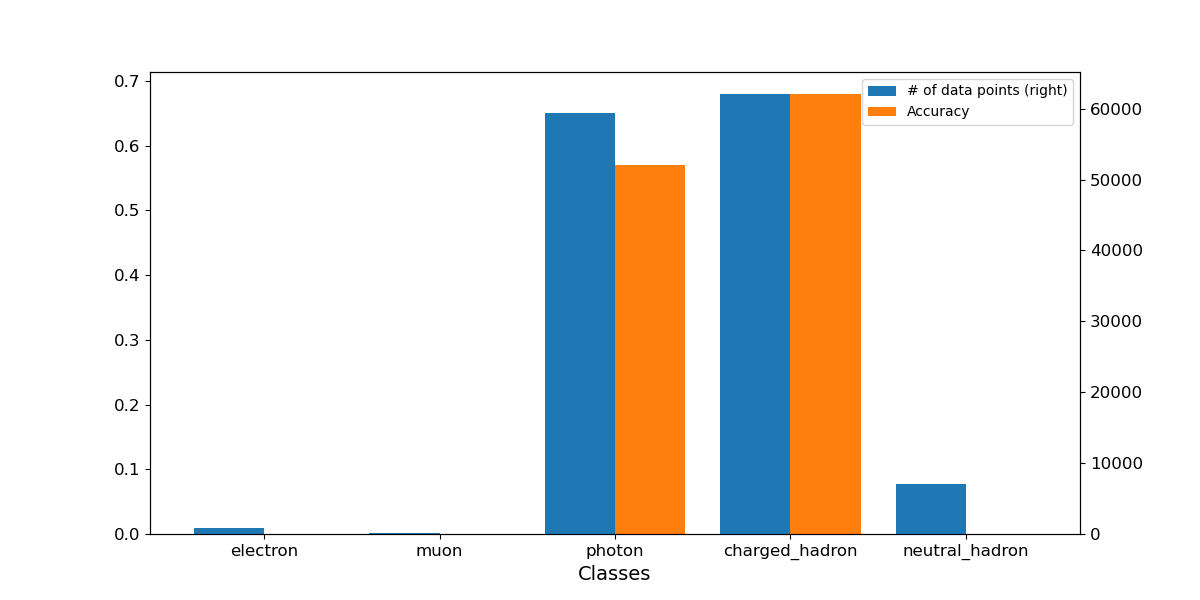 # of data points (right)
Accuracy
0.7
0.6
0.5
0.4
0.3
0.2
0.1
0.0
60000
50000
40000
30000
20000
10000
0
electron
muon
photon
charged_hadron
neutral_hadron
Classes